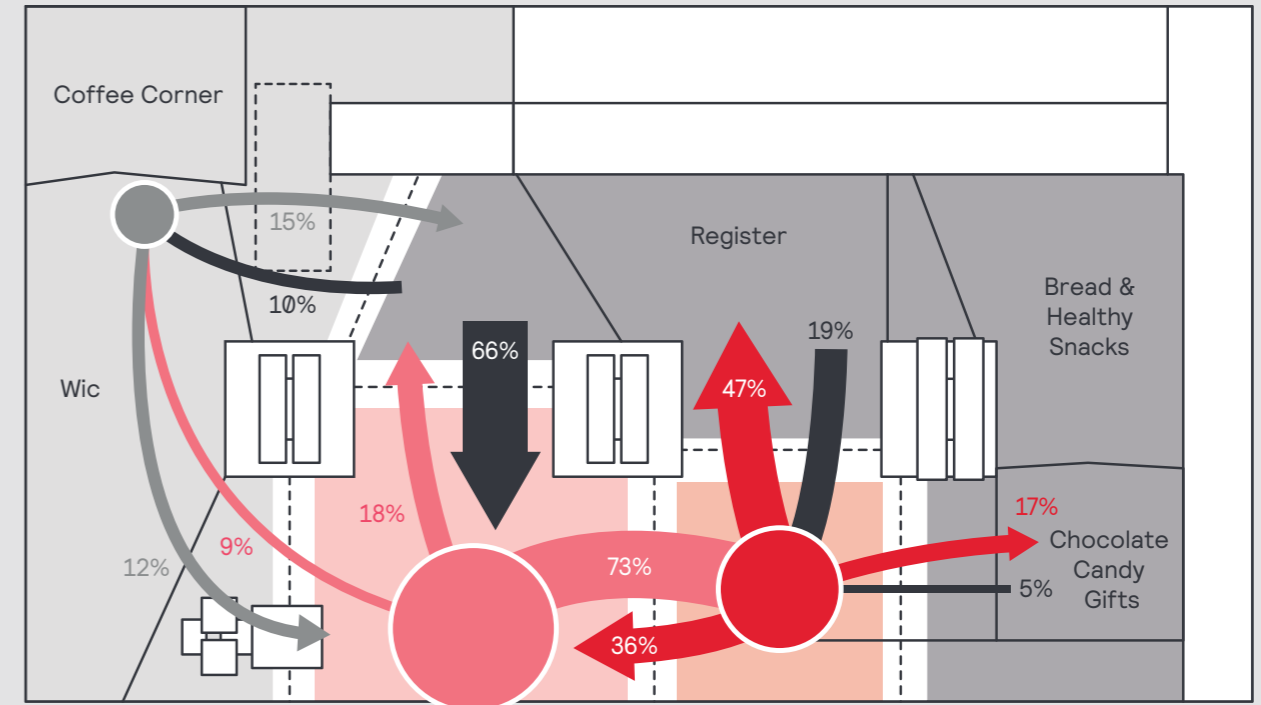 Coffee Corner
15%
10%
Register
Bread &
Healthy
Snacks
19%
66%
47%
Wic
18%
17%
Chocolate
Candy
Gifts
9%
12%
73%
5%
36%